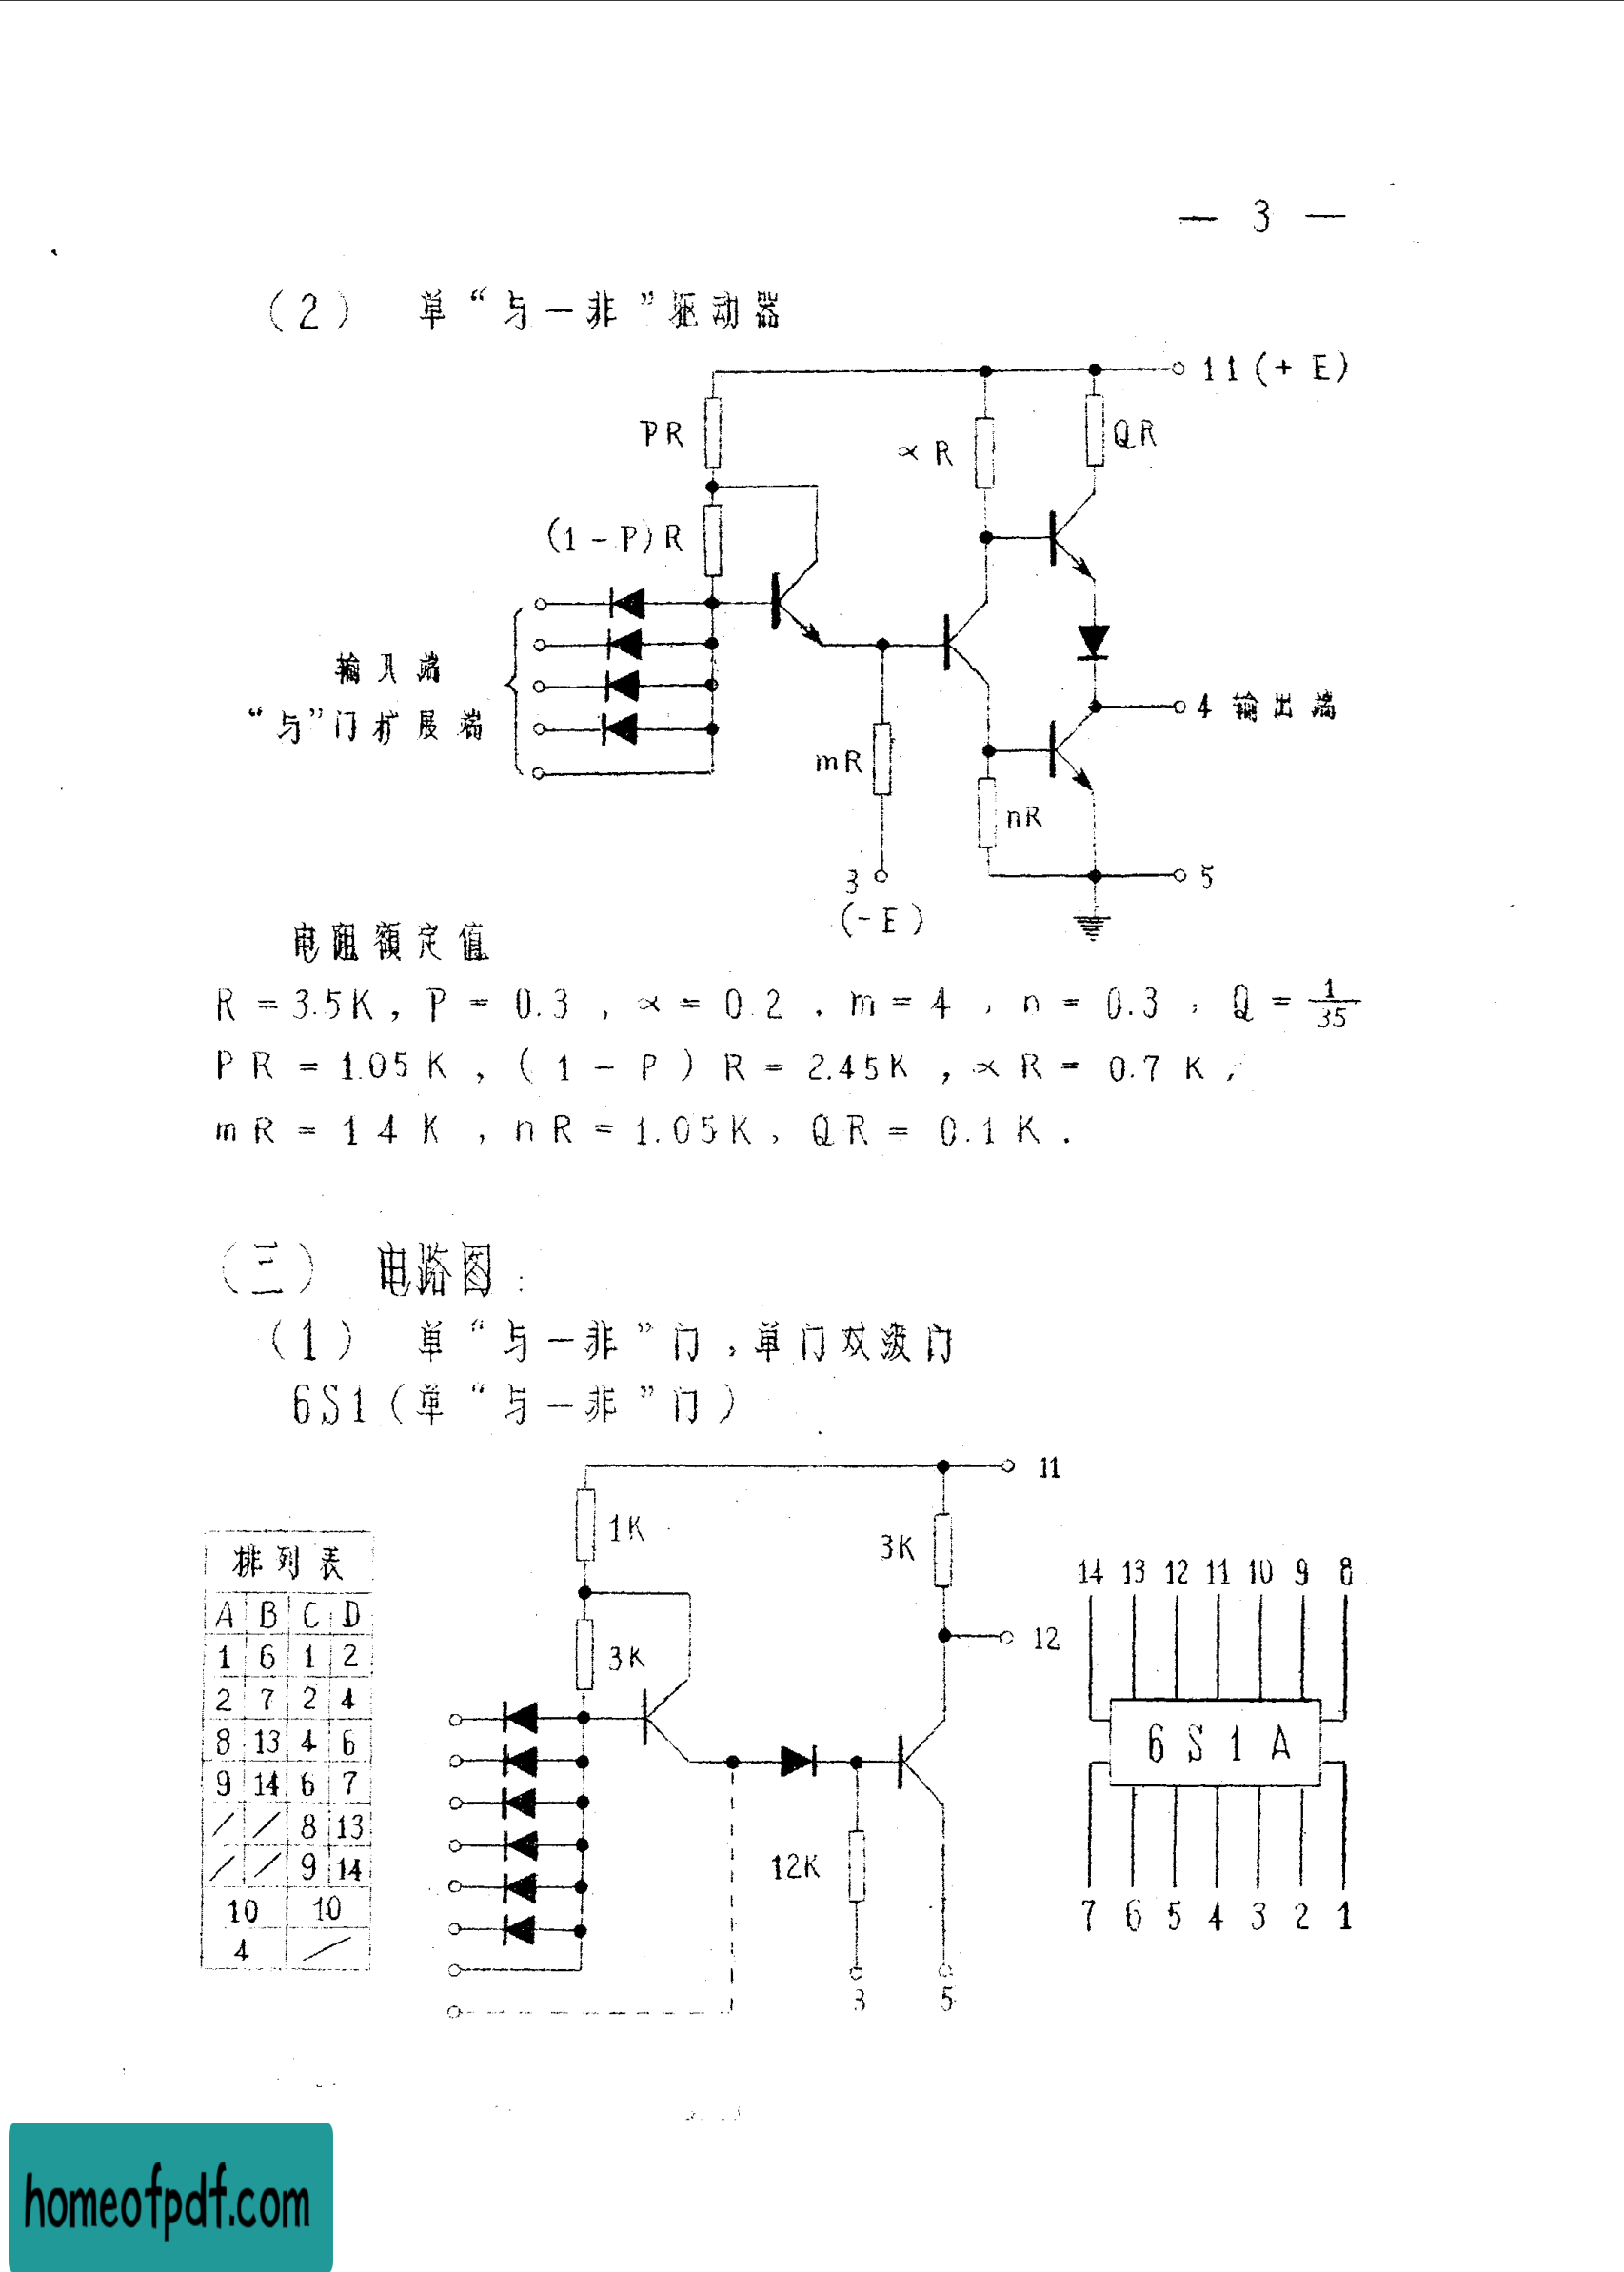 — 3 —
(2) 单“与一非”驱动器
11(+E)
PR
∝R
QR
(1-P)R
输入端
“与”门扩展端
4 输出端
mR
nR
3
5
(-E)
电阻额定值
R=3.5K, P=0.3, ∝=0.2, m=4, n=0.3, Q=1/35
PR=1.05K, (1-P)R=2.45K, ∝R=0.7K,
mR=14K, nR=1.05K, QR=0.1K.
(三) 电路图:
(1) 单“与一非”门,单门双波门
6S1(单“与一非”门)
11
1K
3K
12
3K
12K
3
5
排列表
A B C D
1 6 1 2
2 7 2 4
8 13 4 6
9 14 6 7
/ / 8 13
/ / 9 14
10 10
4 /
14 13 12 11 10 9 8
6S1A
7 6 5 4 3 2 1
homeofpdf.com